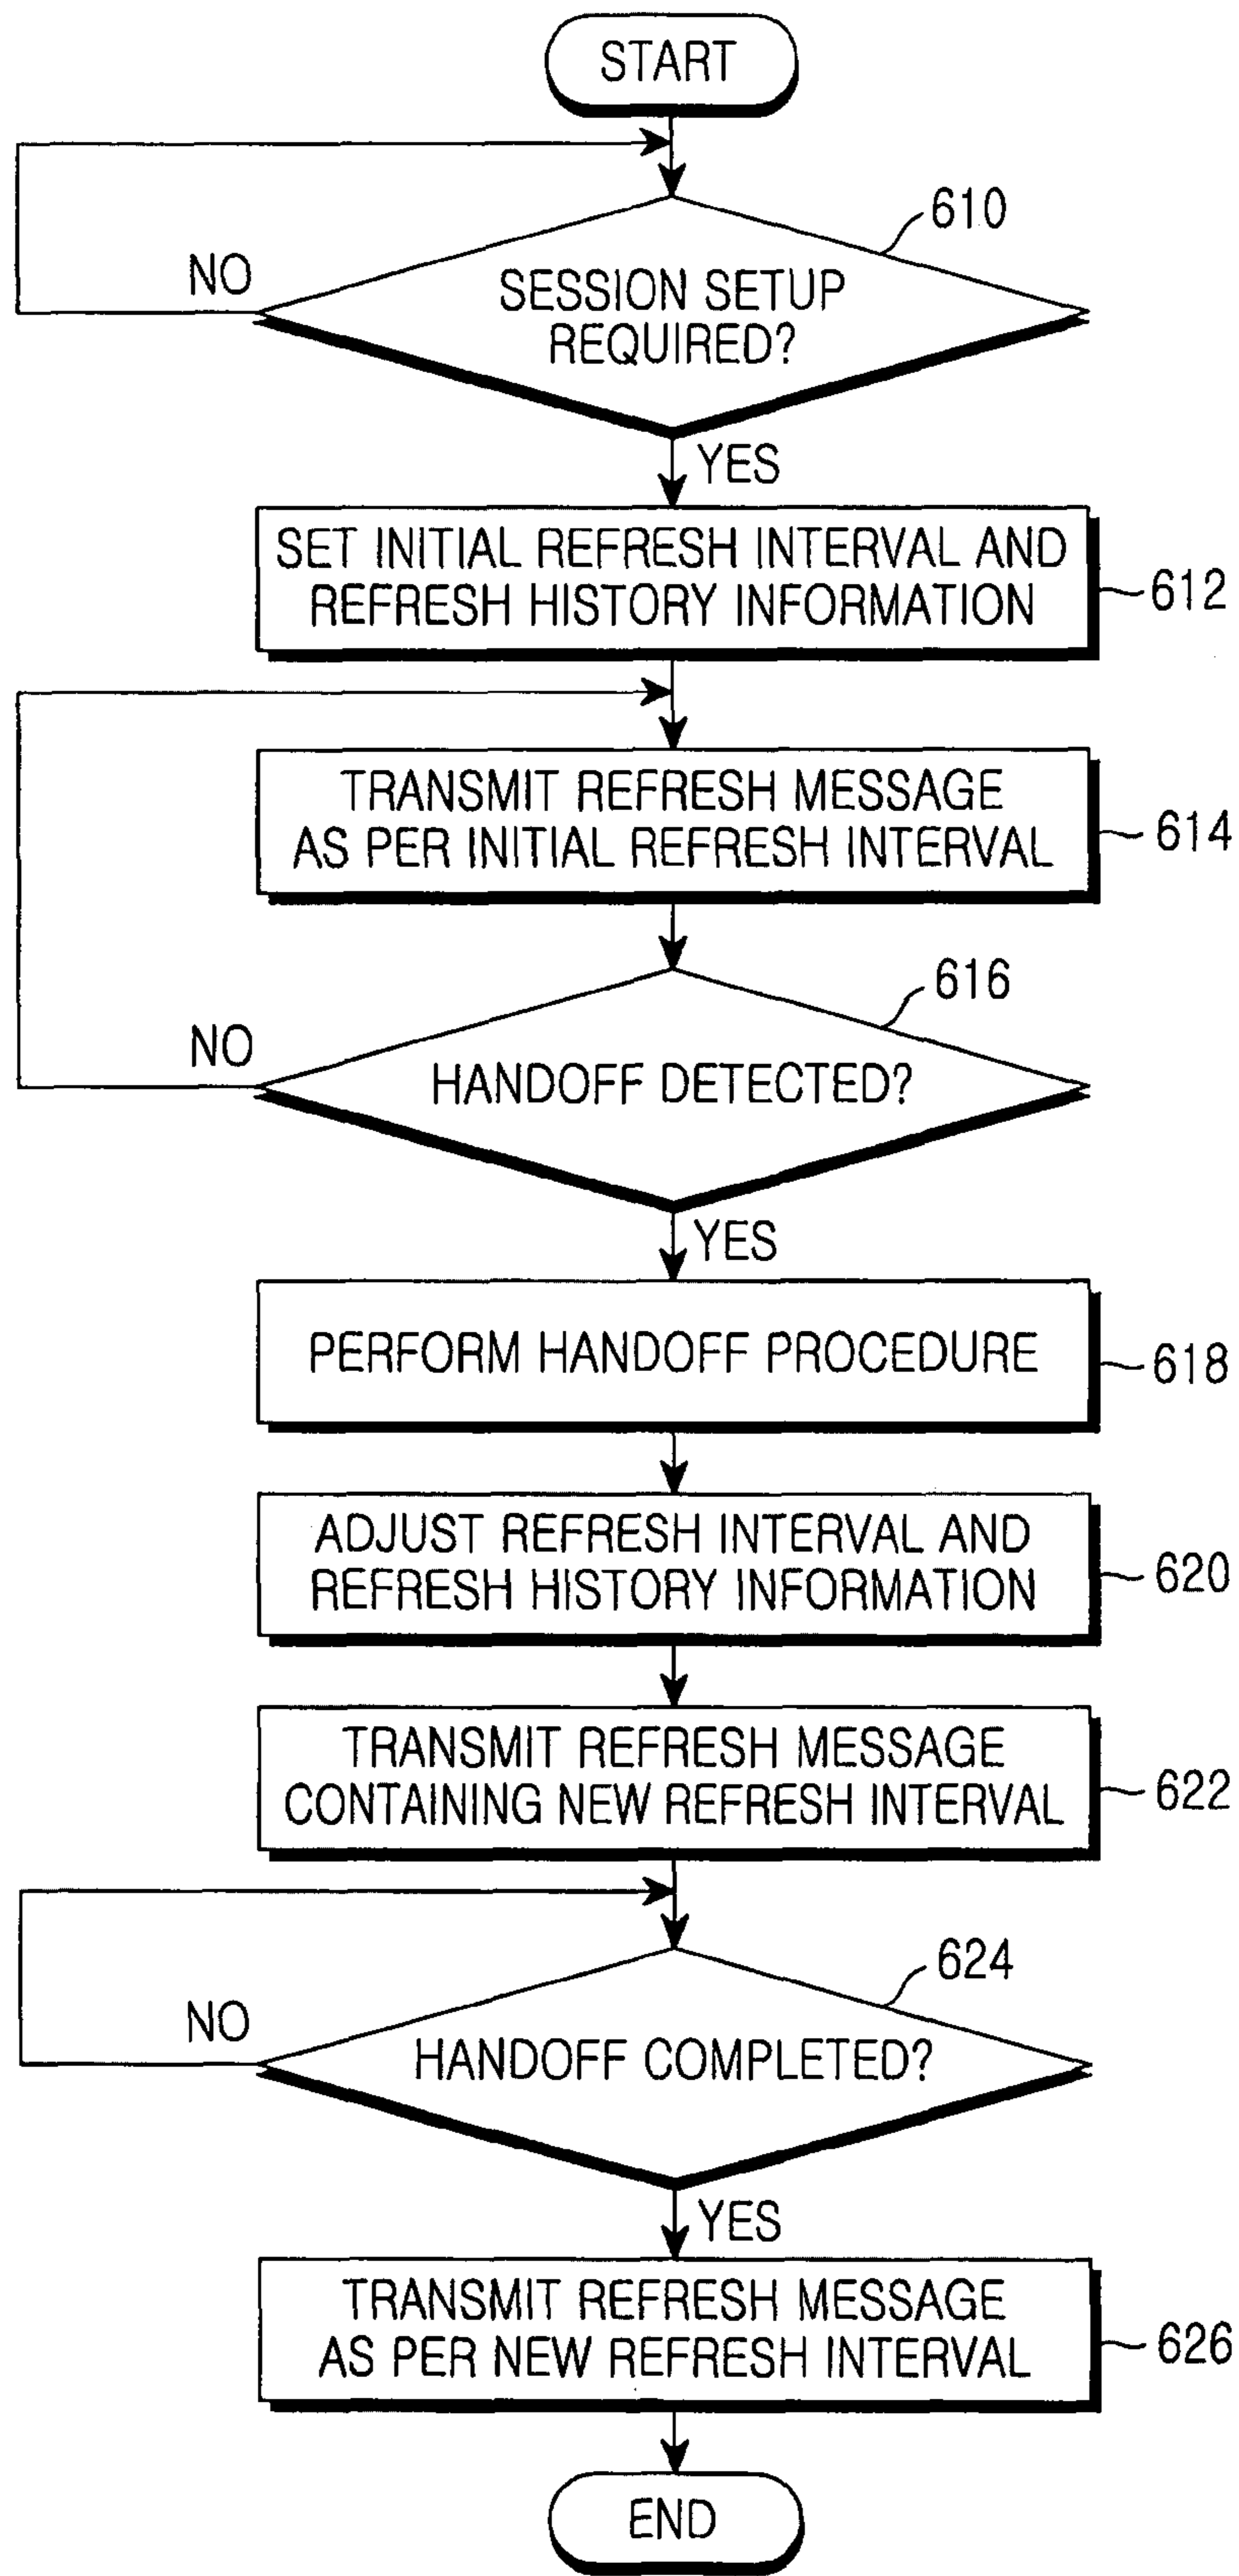 START
610
NO
SESSION SETUP
REQUIRED?
YES
SET INITIAL REFRESH INTERVAL AND
REFRESH HISTORY INFORMATION
612
TRANSMIT REFRESH MESSAGE
AS PER INITIAL REFRESH INTERVAL
614
616
NO
HANDOFF DETECTED?
YES
PERFORM HANDOFF PROCEDURE
618
ADJUST REFRESH INTERVAL AND
REFRESH HISTORY INFORMATION
620
TRANSMIT REFRESH MESSAGE
CONTAINING NEW REFRESH INTERVAL
622
624
NO
HANDOFF COMPLETED?
YES
TRANSMIT REFRESH MESSAGE
AS PER NEW REFRESH INTERVAL
626
END